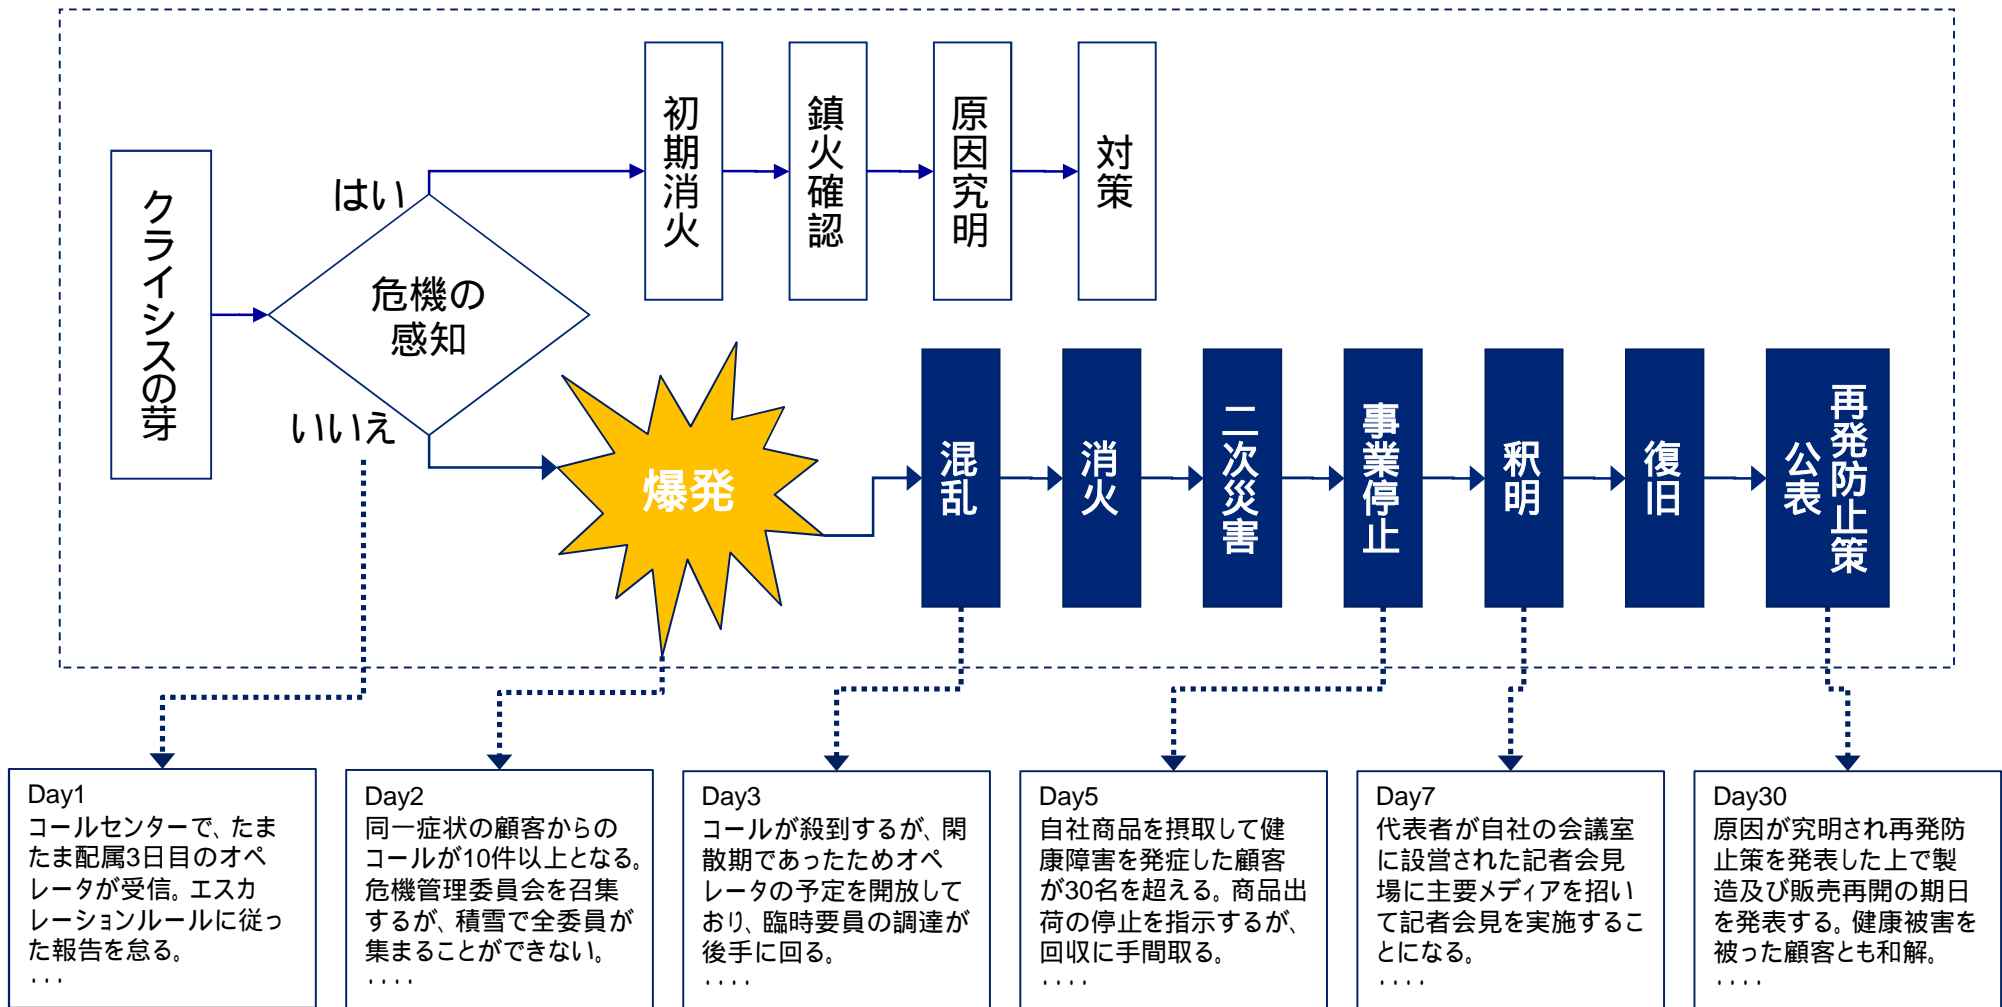 クライシスの芽
はい
危機の
感知
いいえ
初期消火
鎮火確認
原因究明
対策
爆発
混乱
消火
二次災害
事業停止
釈明
復旧
再発防止策
公表
Day1
コールセンターで、たま
たま配属3日目のオペ
レータが受信。エスカ
レーションルールに従っ
た報告を怠る。
・・・
Day2
同一症状の顧客からの
コールが10件以上となる。
危機管理委員会を召集
するが、積雪で全委員が
集まることができない。
・・・・
Day3
コールが殺到するが、閑
散期であったためオペ
レータの予定を開放して
おり、臨時要員の調達が
後手に回る。
・・・・
Day5
自社商品を摂取して健
康障害を発症した顧客
が30名を超える。商品出
荷の停止を指示するが、
回収に手間取る。
・・・・
Day7
代表者が自社の会議室
に設営された記者会見
場に主要メディアを招い
て記者会見を実施するこ
とになる。
・・・・
Day30
原因が究明され再発防
止策を発表した上で製
造及び販売再開の期日
を発表する。健康被害を
被った顧客とも和解。
・・・・